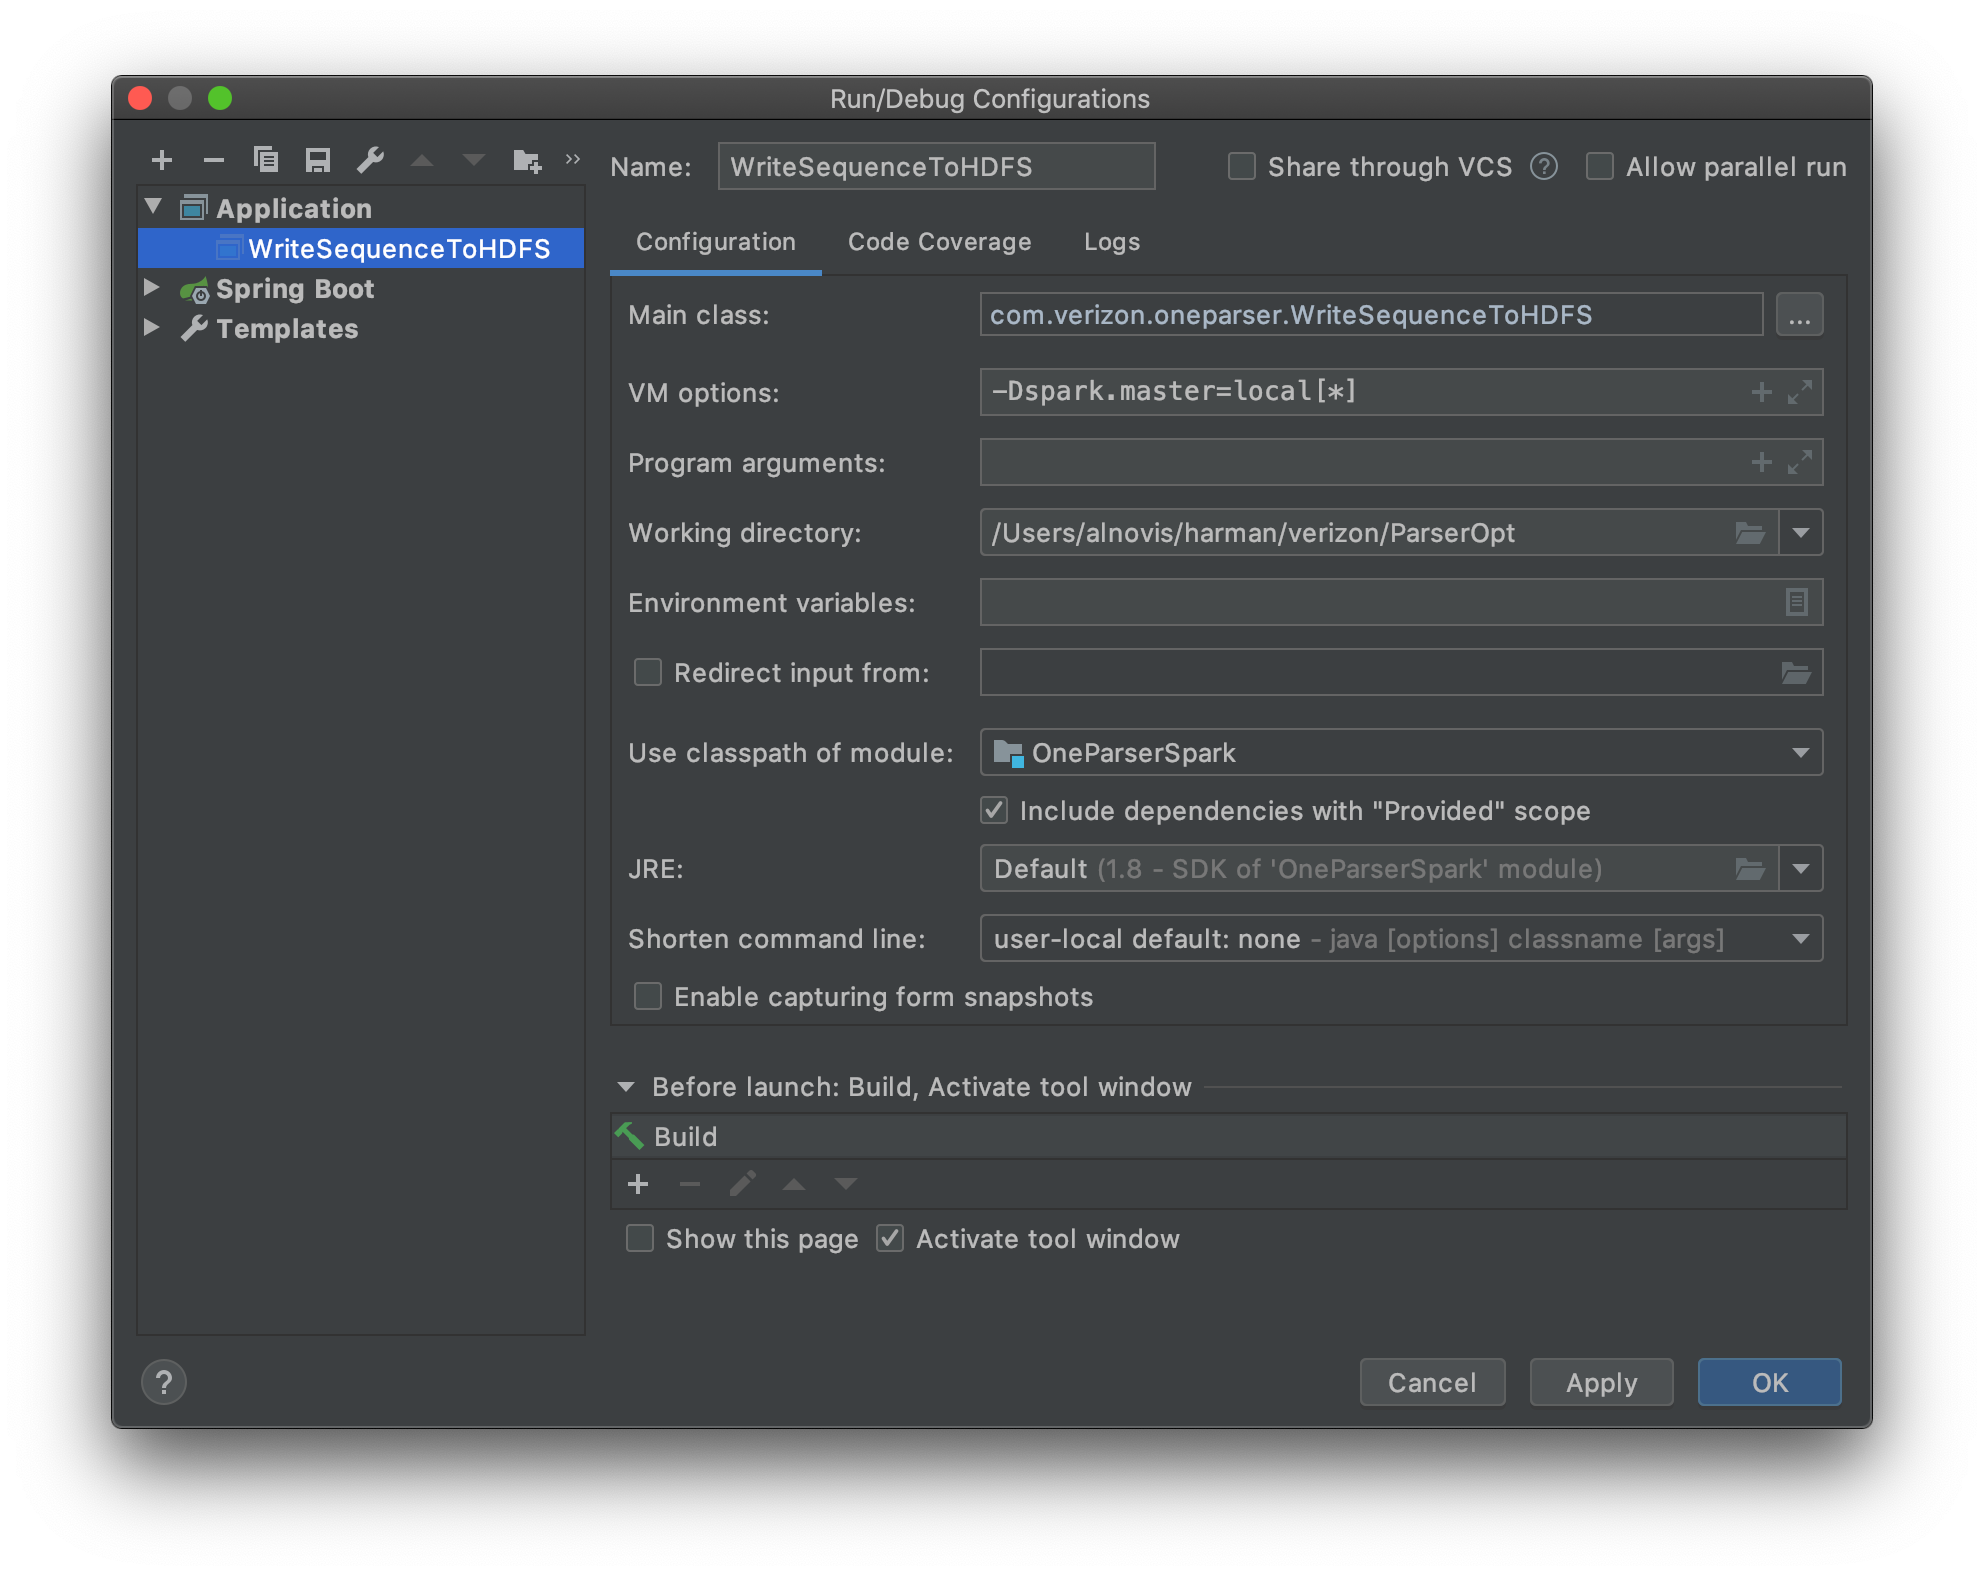 Run/Debug Configurations
Name: WriteSequenceToHDFS Share through VCS ? Allow parallel run
Application
WriteSequenceToHDFS
Spring Boot
Templates
Configuration Code Coverage Logs
Main class: com.verizon.oneparser.WriteSequenceToHDFS ...
VM options: -Dspark.master=local[*]
Program arguments:
Working directory: /Users/alnovis/harman/verizon/ParserOpt
Environment variables:
Redirect input from:
Use classpath of module: OneParserSpark
Include dependencies with "Provided" scope
JRE: Default (1.8 - SDK of 'OneParserSpark' module)
Shorten command line: user-local default: none - java [options] classname [args]
Enable capturing form snapshots
Before launch: Build, Activate tool window
Build
Show this page Activate tool window
? Cancel Apply OK